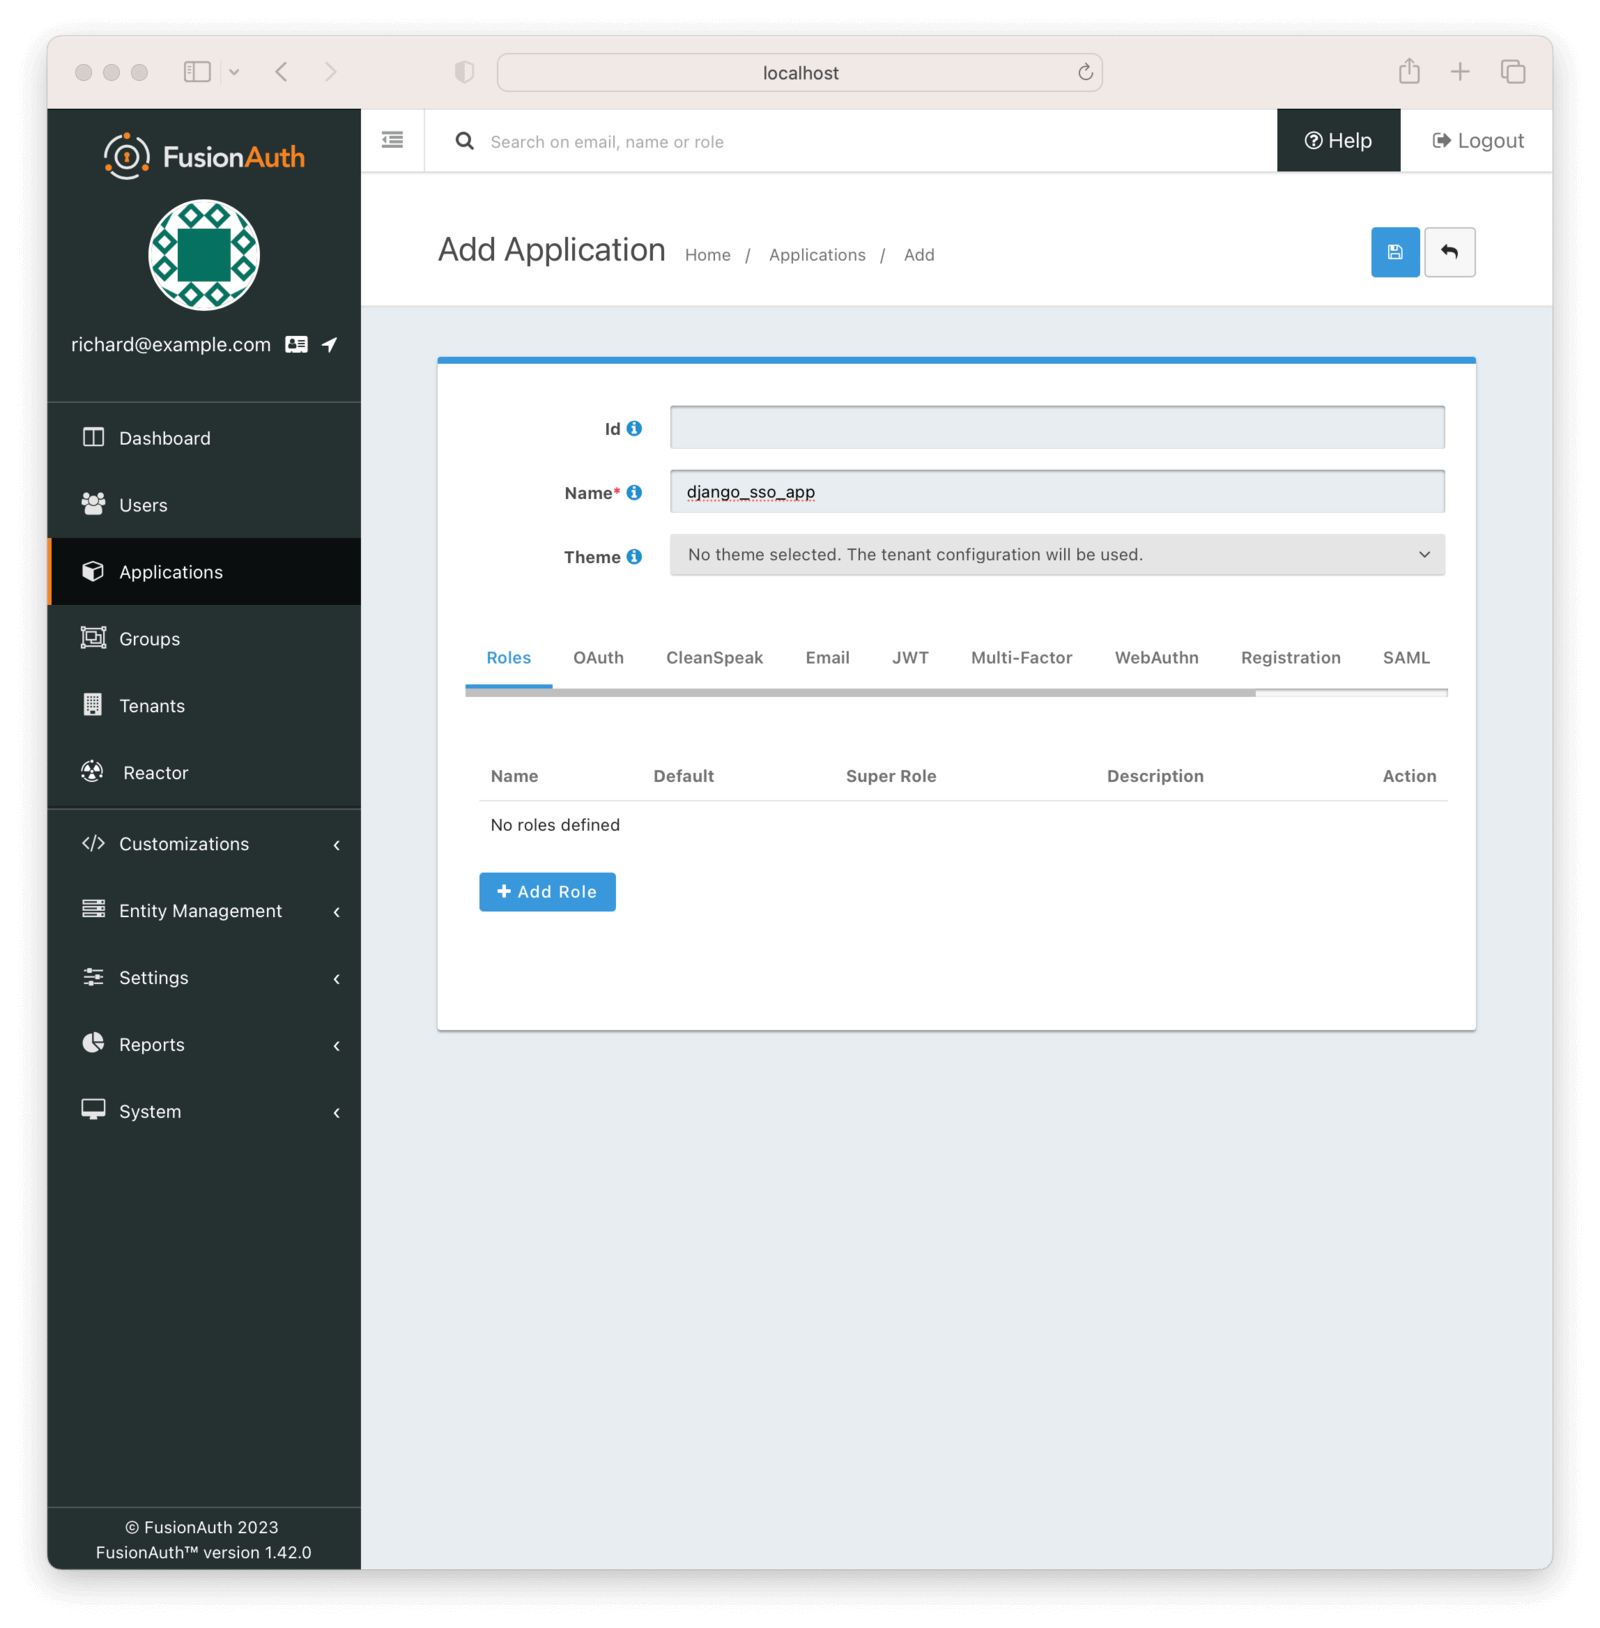 localhost
FusionAuth
Search on email, name or role
Help
Logout
richard@example.com
Add Application
Home / Applications / Add
Dashboard
Users
Applications
Groups
Tenants
Reactor
Customizations
Entity Management
Settings
Reports
System
Id
Name* django_sso_app
Theme No theme selected. The tenant configuration will be used.
Roles OAuth CleanSpeak Email JWT Multi-Factor WebAuthn Registration SAML
Name Default Super Role Description Action
No roles defined
+ Add Role
© FusionAuth 2023
FusionAuth™ version 1.42.0